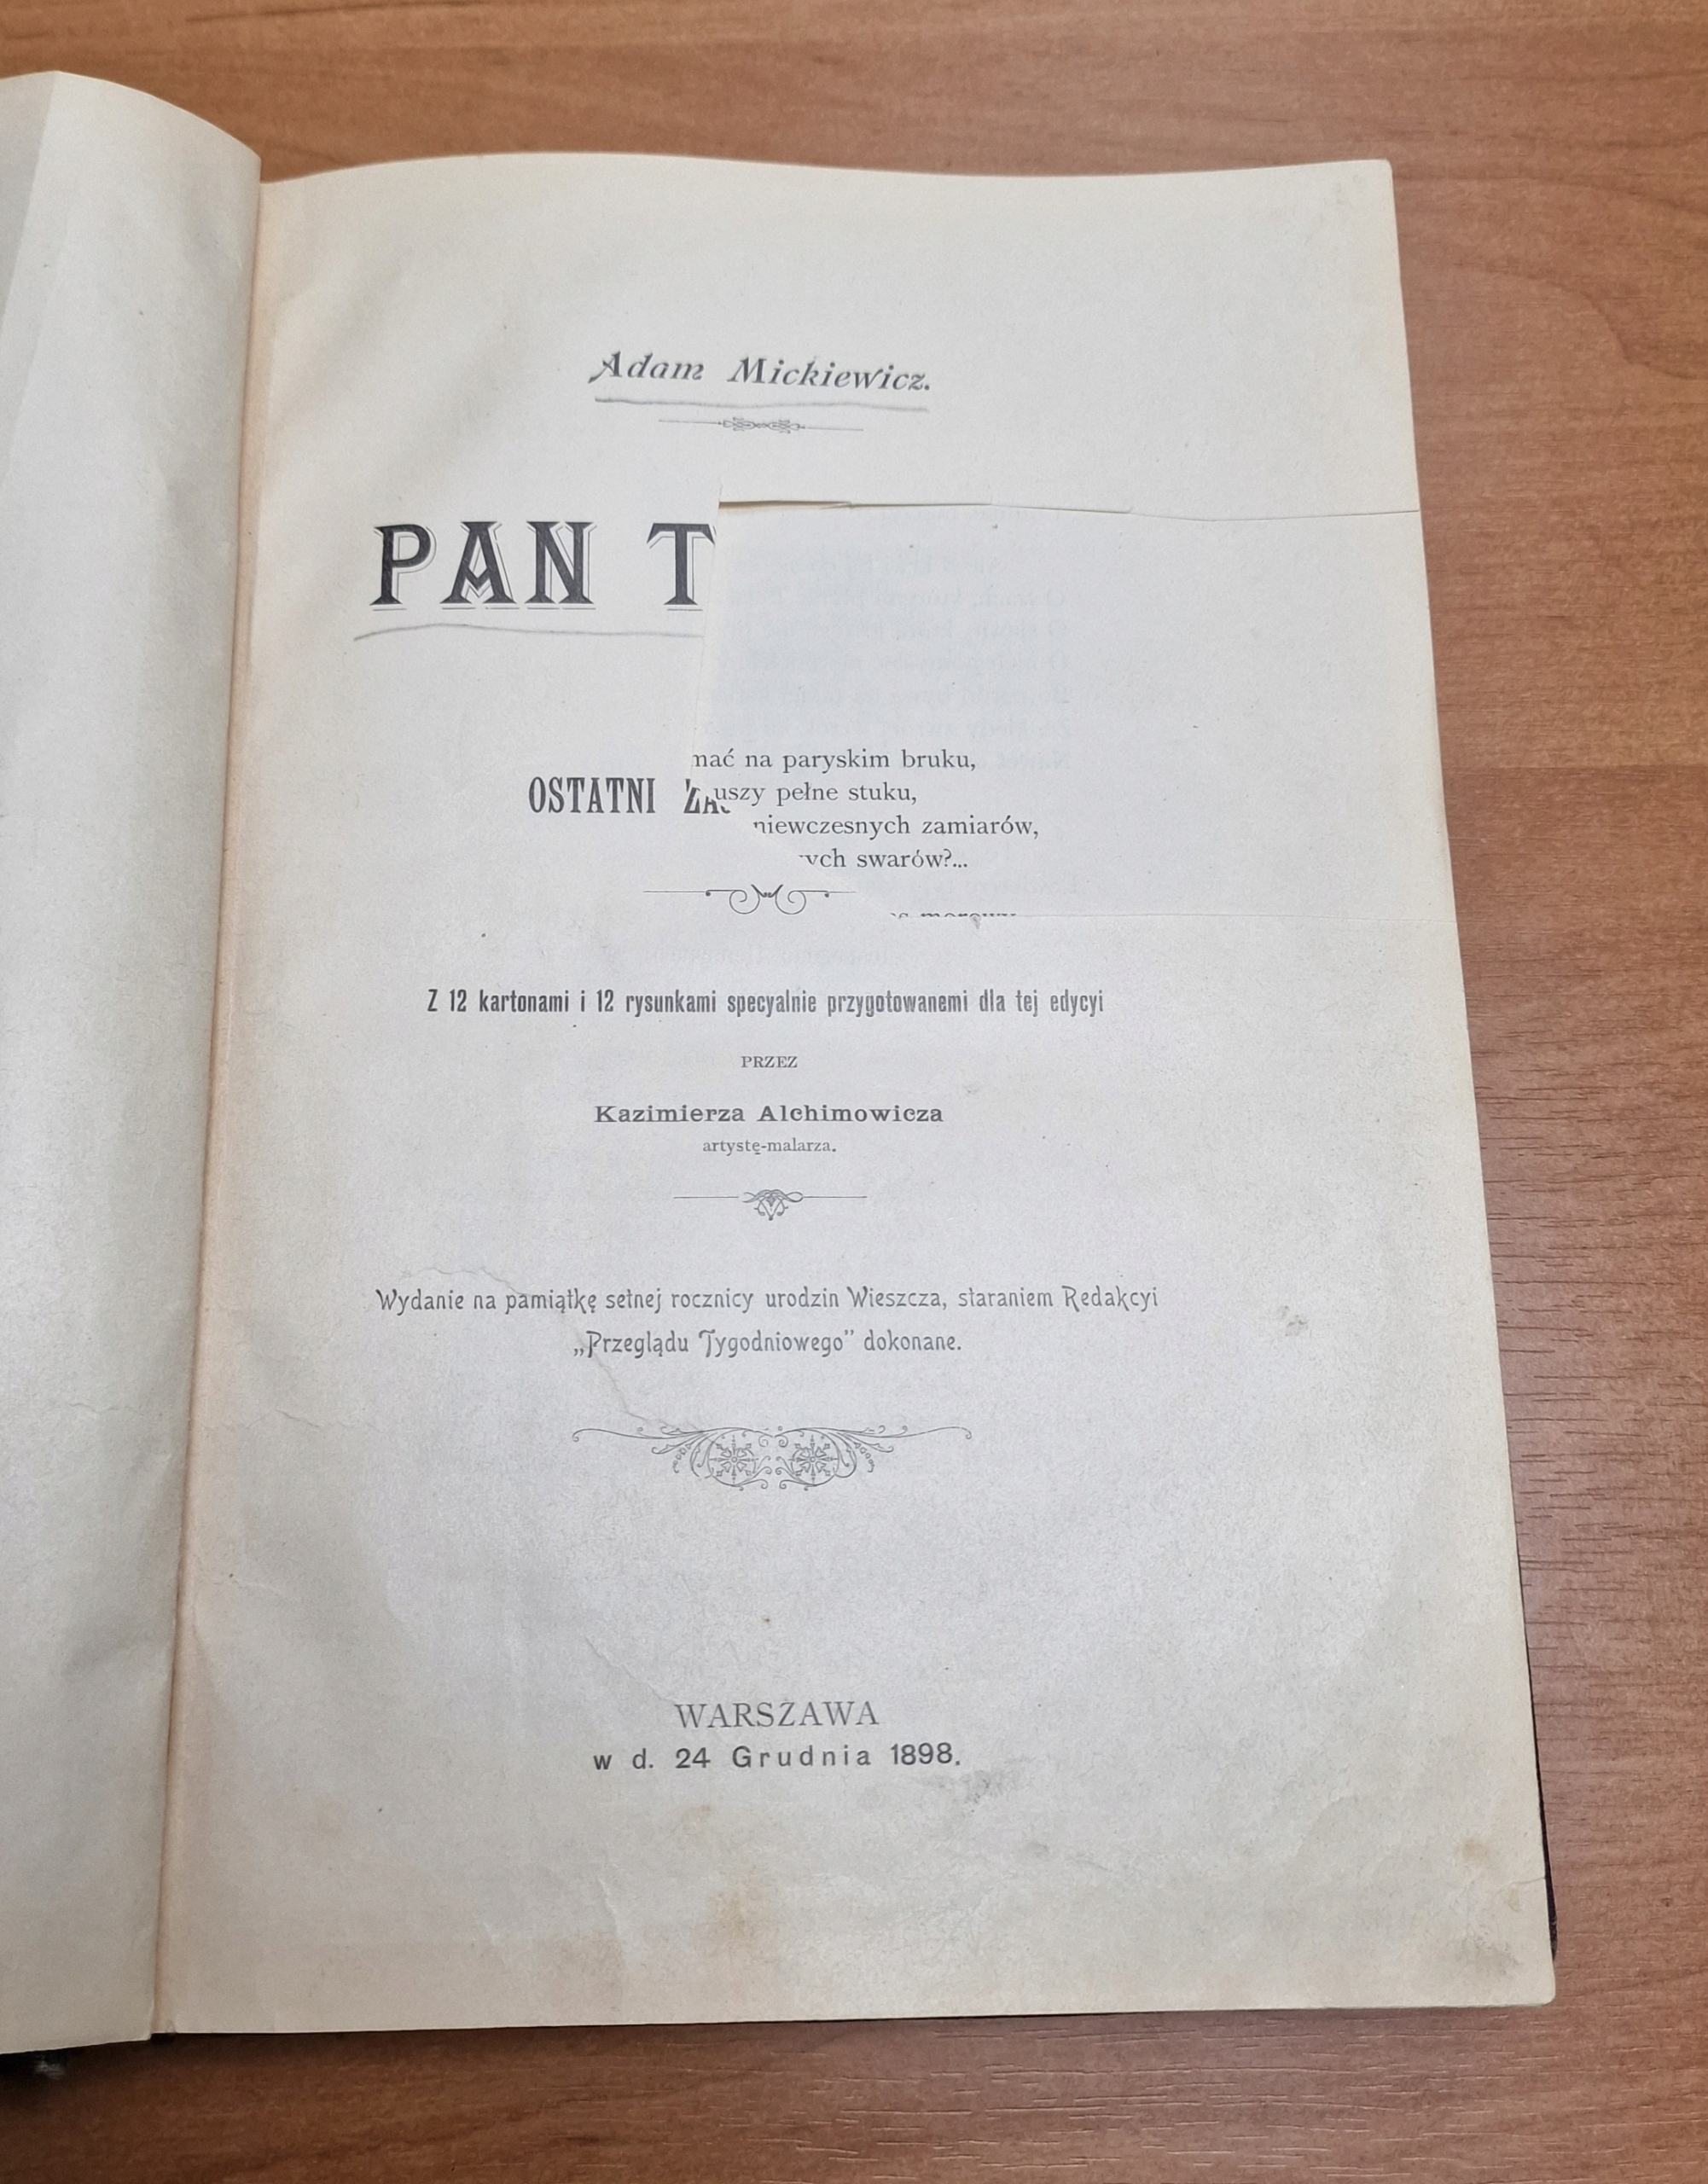 Adam Mickiewicz.
PAN T
mać na paryskim bruku,
OSTATNI ZA
uszy pełne stuku,
niewczesnych zamiarów,
ych swarów?...
Z 12 kartonami i 12 rysunkami specyalnie przygotowanemi dla tej edycyi
PRZEZ
Kazimierza Alchimowicza
artystę-malarza.
Wydanie na pamiątkę setnej rocznicy urodzin Wieszcza, staraniem Redakcyi
„Przeglądu Tygodniowego” dokonane.
WARSZAWA
w d. 24 Grudnia 1898.